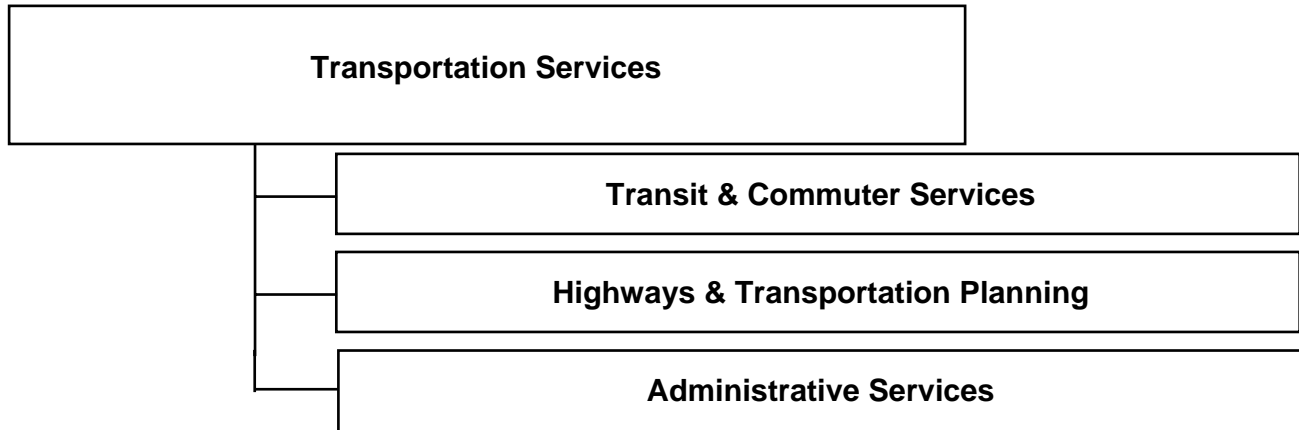 Transportation Services
Transit & Commuter Services
Highways & Transportation Planning
Administrative Services